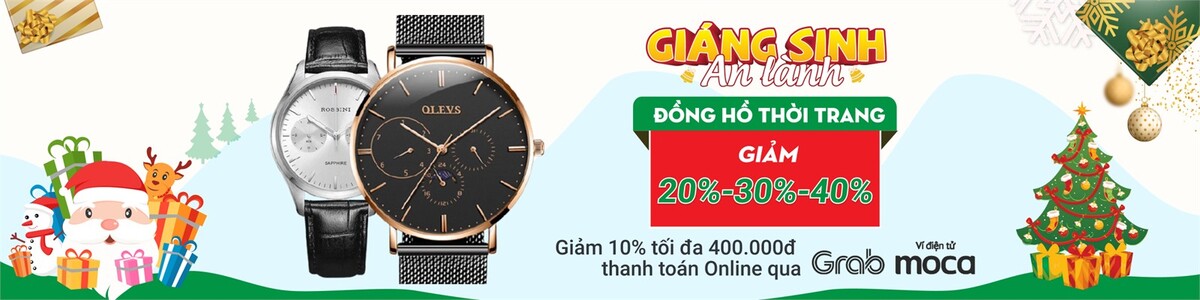 GIÁNG SINH
An lành
ĐỒNG HỒ THỜI TRANG
GIẢM
20%-30%-40%
Giảm 10% tối đa 400.000đ
thanh toán Online qua
Grab
Ví điện tử
moca
ROSSINI
SAPPHIRE
OLEVS